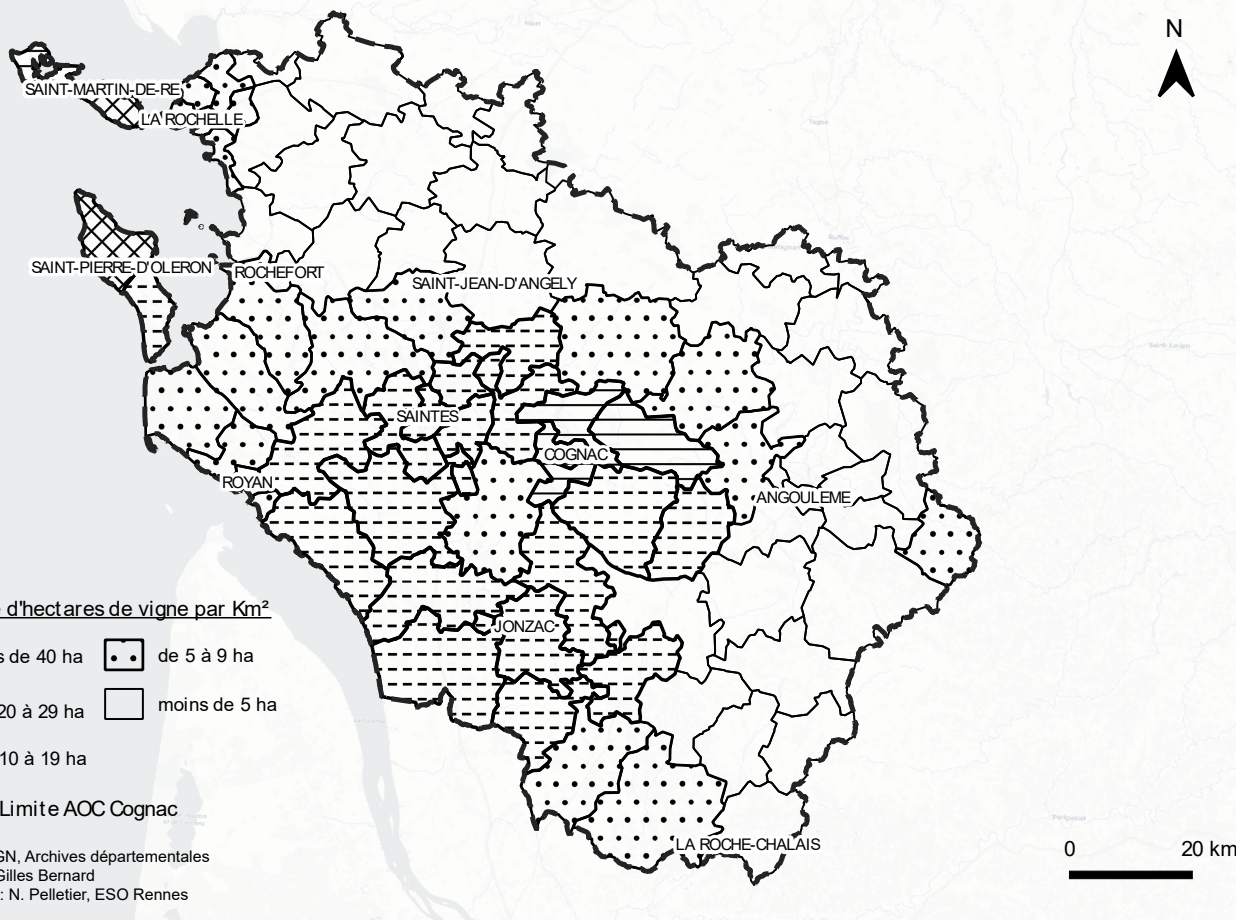 N
SAINT-MARTIN-DE-RE
LA ROCHELLE
SAINT-PIERRE-D'OLERON
ROCHEFORT
SAINT-JEAN-D'ANGELY
SAINTES
COGNAC
ROYAN
ANGOULEME
JONZAC
LA ROCHE-CHALAIS
d'hectares de vigne par Km²
de 40 ha
de 5 à 9 ha
20 à 29 ha
moins de 5 ha
10 à 19 ha
Limite AOC Cognac
GN, Archives départementales
Gilles Bernard
: N. Pelletier, ESO Rennes
0 20 km